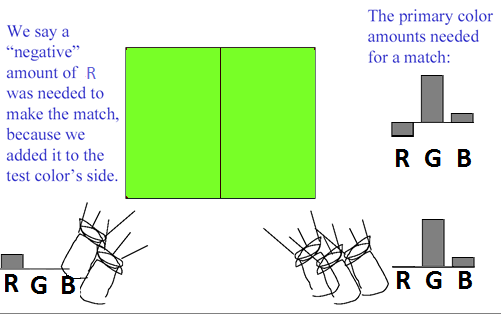 We say a
“negative”
amount of R
was needed to
make the match,
because we
added it to the
test color’s side.
The primary color
amounts needed
for a match:
R G B
R G B
R G B